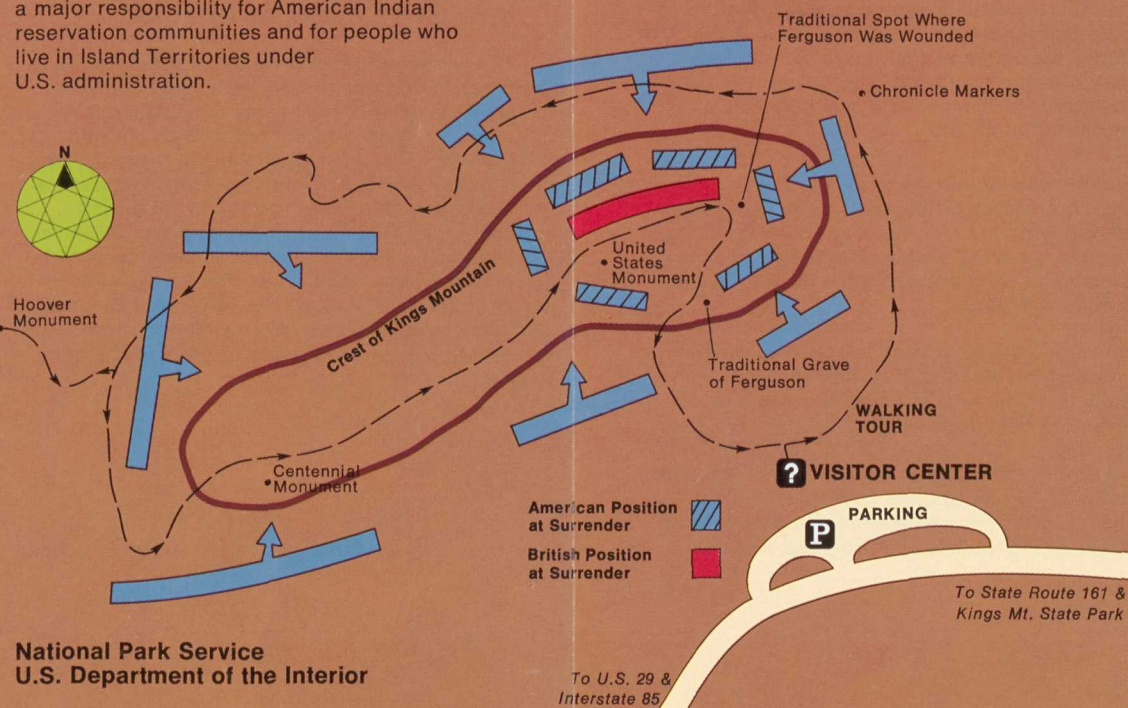 a major responsibility for American Indian
reservation communities and for people who
live in Island Territories under
U.S. administration.
Traditional Spot Where
Ferguson Was Wounded
Chronicle Markers
N
United
States
Monument
Hoover
Monument
Crest of Kings Mountain
Traditional Grave
of Ferguson
WALKING
TOUR
Centennial
Monument
? VISITOR CENTER
American Position
at Surrender
PARKING
P
British Position
at Surrender
To State Route 161 &
Kings Mt. State Park
National Park Service
U.S. Department of the Interior
To U.S. 29 &
Interstate 85